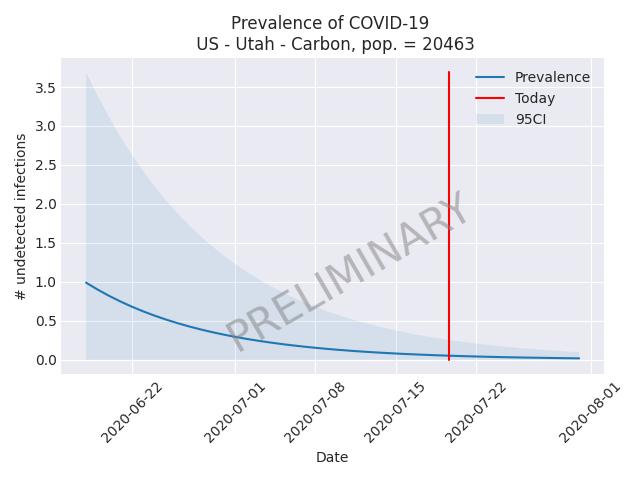 Prevalence of COVID-19
US - Utah - Carbon, pop. = 20463
Prevalence
Today
95CI
# undetected infections
3.5
3.0
2.5
2.0
1.5
1.0
0.5
0.0
PRELIMINARY
2020-06-22
2020-07-01
2020-07-08
2020-07-15
2020-07-22
2020-08-01
Date